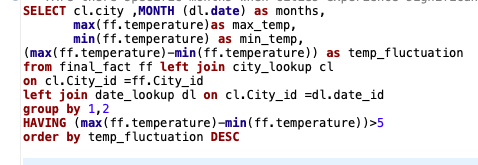 SELECT cl.city ,MONTH (dl.date) as months,
max(ff.temperature)as max_temp,
min(ff.temperature) as min_temp,
(max(ff.temperature)-min(ff.temperature)) as temp_fluctuation
from final_fact ff left join city_lookup cl
on cl.City_id =ff.City_id
left join date_lookup dl on cl.City_id =dl.date_id
group by 1,2
HAVING (max(ff.temperature)-min(ff.temperature))>5
order by temp_fluctuation DESC